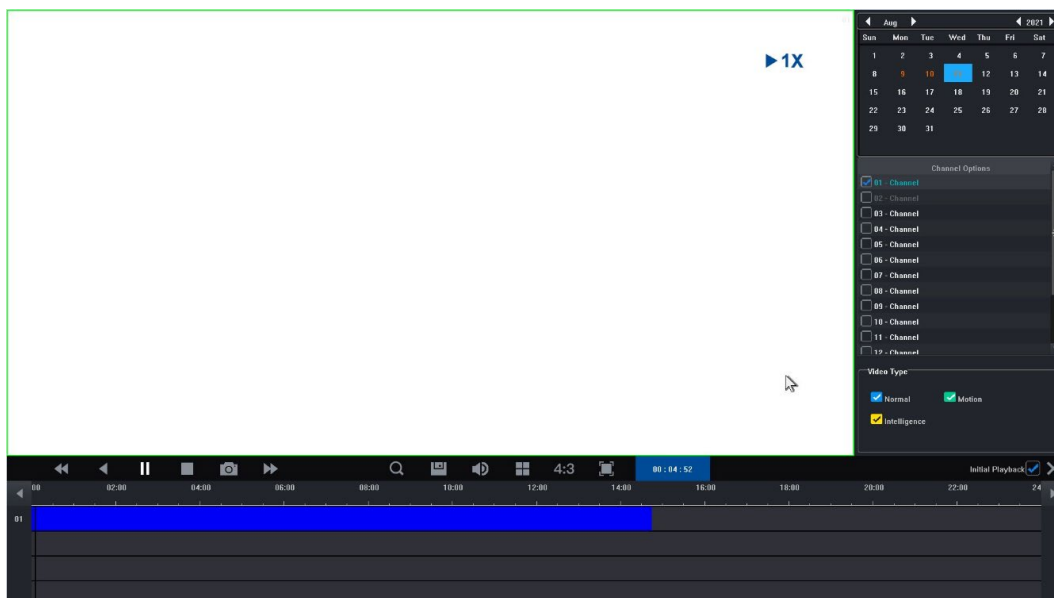 ▶1X
Aug 2021
Sun Mon Tue Wed Thu Fri Sat
1 2 3 4 5 6 7
8 9 10 12 13 14
15 16 17 18 19 20 21
22 23 24 25 26 27 28
29 30 31
Channel Options
01 - Channel
02 - Channel
03 - Channel
04 - Channel
05 - Channel
06 - Channel
07 - Channel
08 - Channel
09 - Channel
10 - Channel
11 - Channel
12 - Channel
Video Type
Normal Motion
Intelligence
4:3 00:04:52 Initial Playback
00 02:00 04:00 06:00 08:00 10:00 12:00 14:00 16:00 18:00 20:00 22:00 24
01